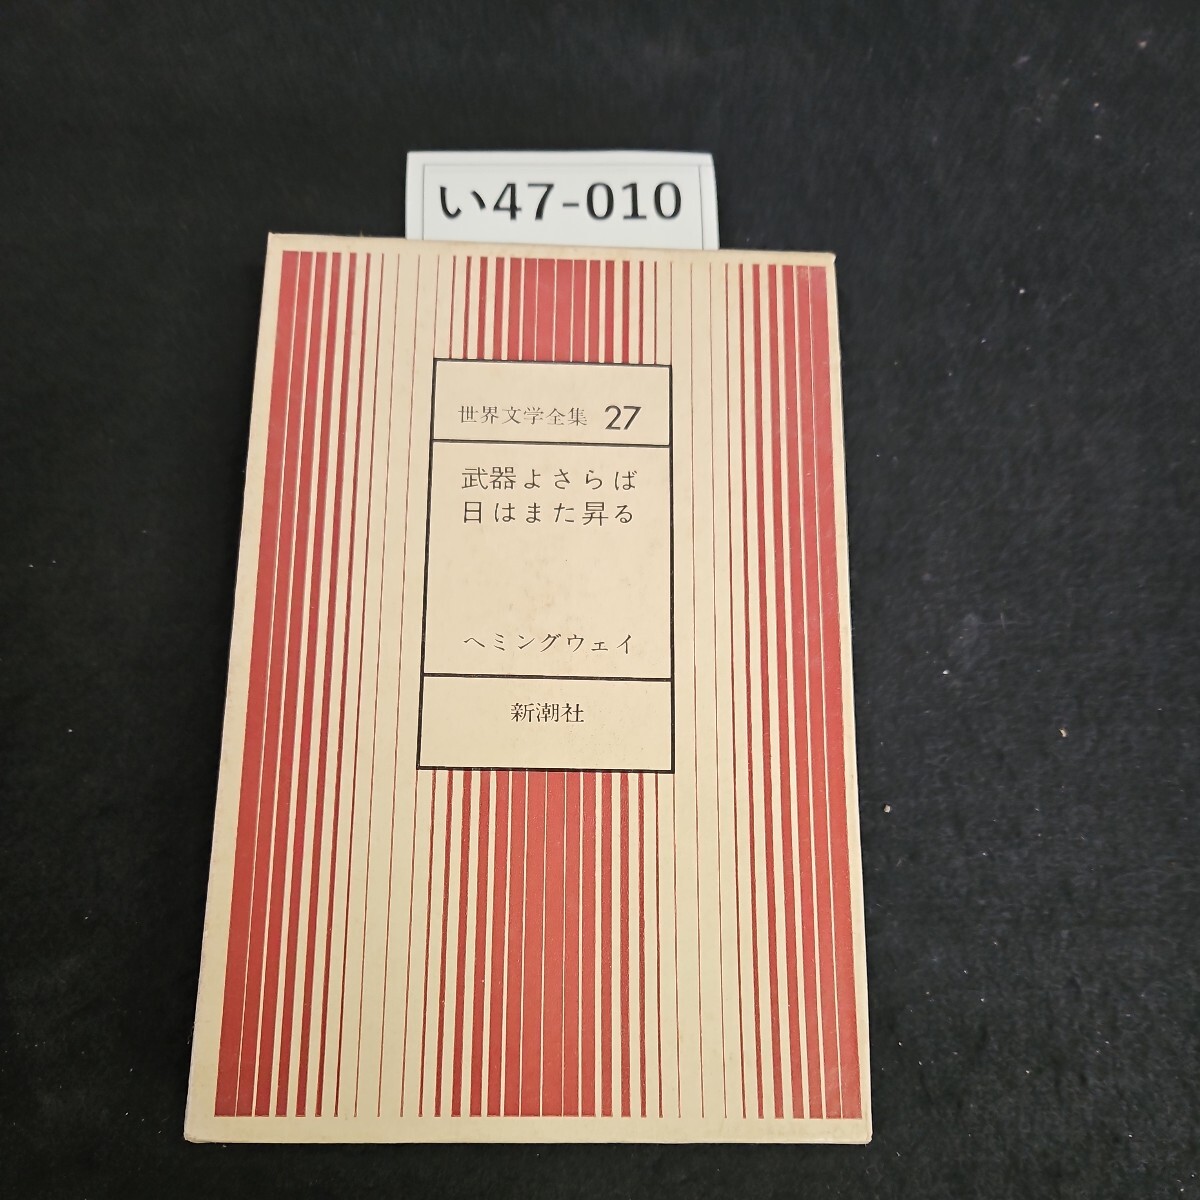 い47-010
世界文学全集 27
武器よさらば
日はまた昇る
ヘミングウェイ
新潮社